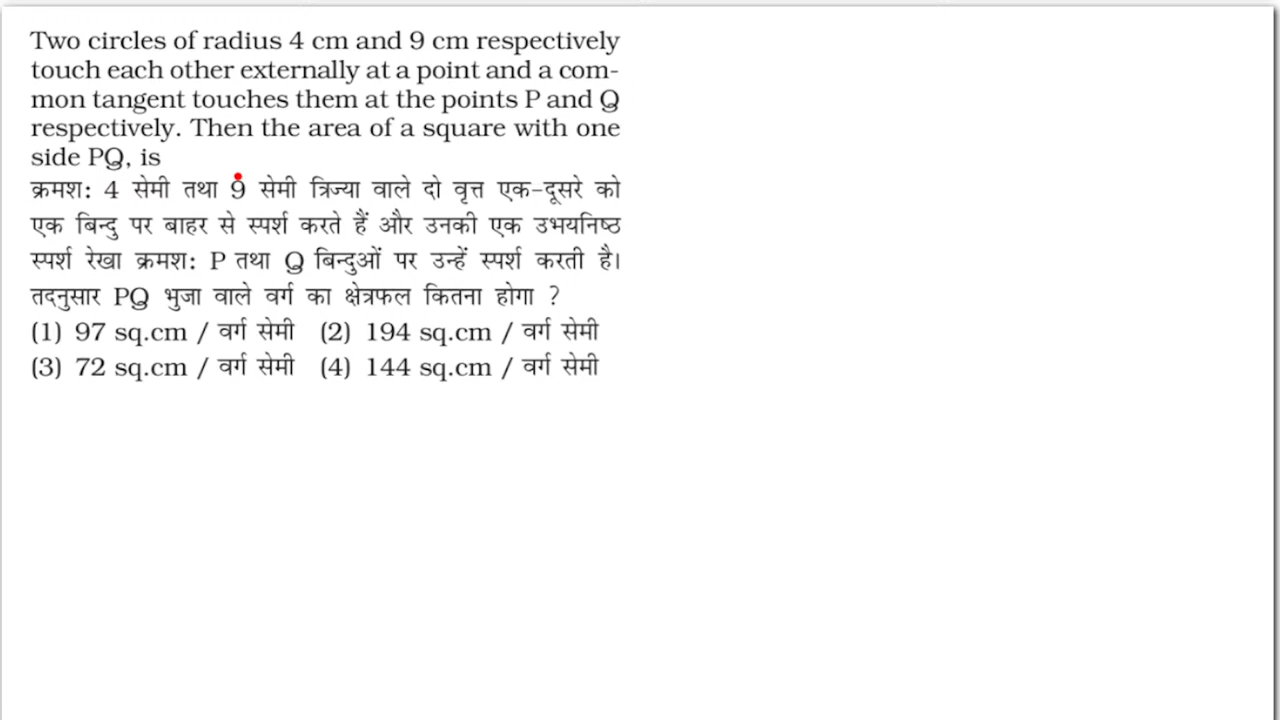 Two circles of radius 4 cm and 9 cm respectively
touch each other externally at a point and a com-
mon tangent touches them at the points P and Q
respectively. Then the area of a square with one
side PQ, is
क्रमश: 4 सेमी तथा 9 सेमी त्रिज्या वाले दो वृत्त एक-दूसरे को
एक बिन्दु पर बाहर से स्पर्श करते हैं और उनकी एक उभयनिष्ठ
स्पर्श रेखा क्रमश: P तथा Q बिन्दुओं पर उन्हें स्पर्श करती है।
तदनुसार PQ भुजा वाले वर्ग का क्षेत्रफल कितना होगा ?
(1) 97 sq.cm / वर्ग सेमी (2) 194 sq.cm / वर्ग सेमी
(3) 72 sq.cm / वर्ग सेमी (4) 144 sq.cm / वर्ग सेमी